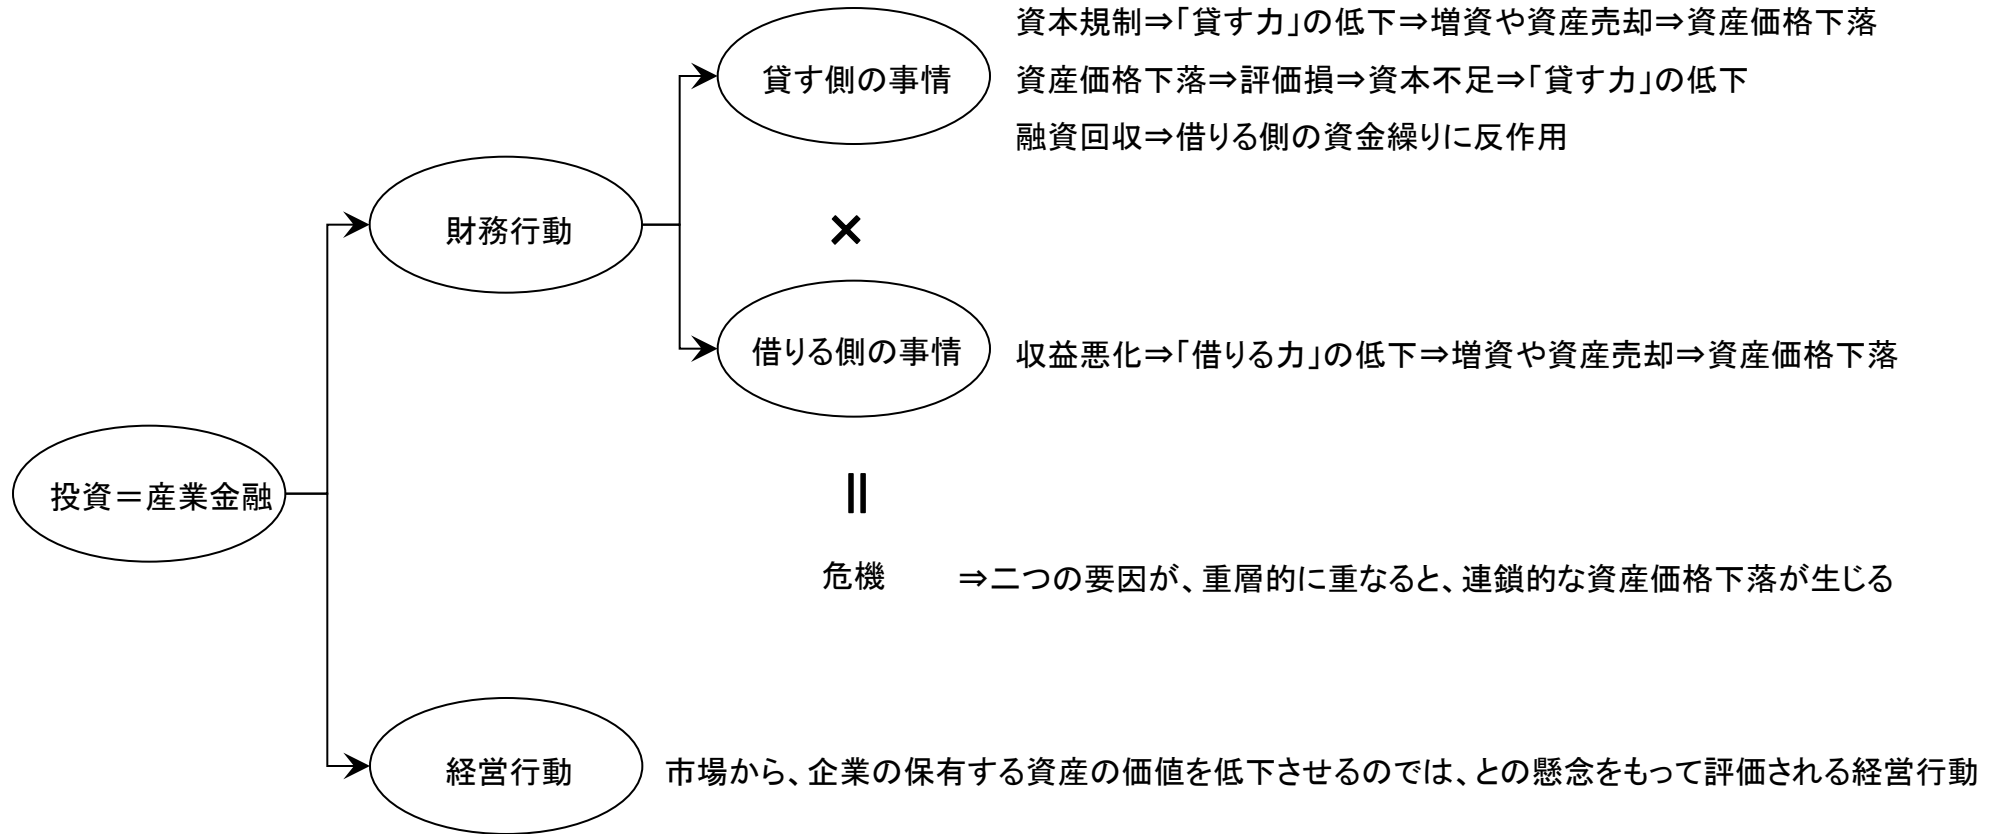 資本規制⇒「貸す力」の低下⇒増資や資産売却⇒資産価格下落
貸す側の事情
資産価格下落⇒評価損⇒資本不足⇒「貸す力」の低下
融資回収⇒借りる側の資金繰りに反作用
財務行動
×
借りる側の事情
収益悪化⇒「借りる力」の低下⇒増資や資産売却⇒資産価格下落
投資＝産業金融
||
危機 ⇒二つの要因が、重層的に重なると、連鎖的な資産価格下落が生じる
経営行動
市場から、企業の保有する資産の価値を低下させるのでは、との懸念をもって評価される経営行動